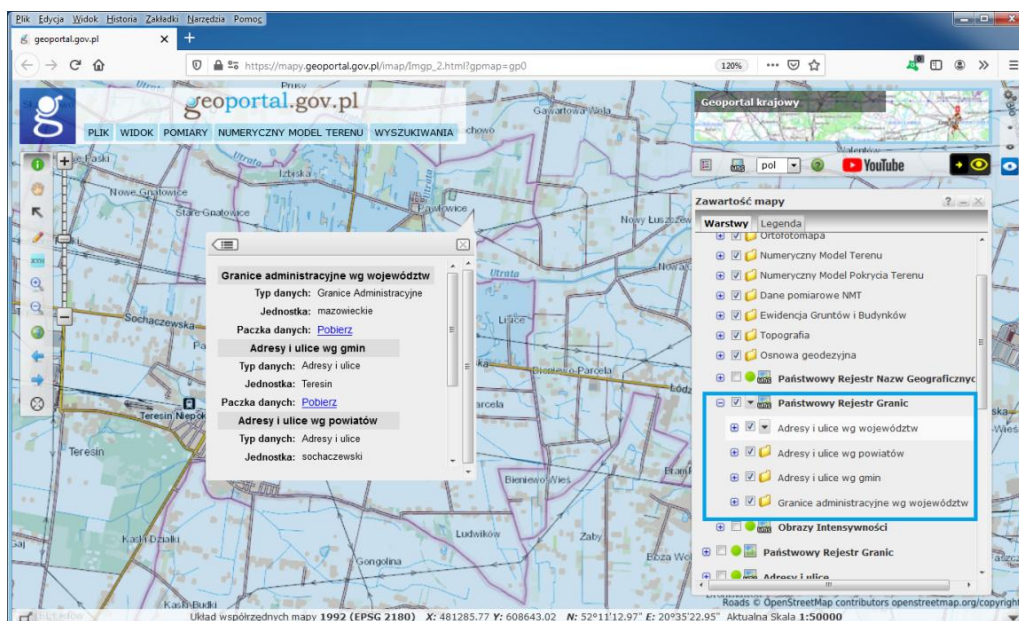 Plik Edycja Widok Historia Zakładki Narzędzia Pomoc
geoportal.gov.pl
https://mapy.geoportal.gov.pl/imap/Imgp_2.html?gpmap=gp0
120%
geoportal.gov.pl
PLIK WIDOK POMIARY NUMERYCZNY MODEL TERENU WYSZUKIWANIA
Geoportal krajowy
pol
YouTube
Gawartowa Wola
Utrata
Izbiska
Nowe Gnatowice
Stare Gnatowice
Pawłowice
Utrata
Utrata
Sochaczewska
Bieniewo-Parcela
Teresin
Bieniewo-Wieś
Ludwików
Zaby
Kaski-Działki
Gongolina
Kaski-Budki
Granice administracyjne wg województw
Typ danych: Granice Administracyjne
Jednostka: mazowieckie
Paczka danych: Pobierz
Adresy i ulice wg gmin
Typ danych: Adresy i ulice
Jednostka: Teresin
Paczka danych: Pobierz
Adresy i ulice wg powiatów
Typ danych: Adresy i ulice
Jednostka: sochaczewski
Zawartość mapy
Warstwy Legenda
Ortofotomapa
Numeryczny Model Terenu
Numeryczny Model Pokrycia Terenu
Dane pomiarowe NMT
Ewidencja Gruntów i Budynków
Topografia
Osnowa geodezyjna
Państwowy Rejestr Nazw Geograficznyc
Państwowy Rejestr Granic
Adresy i ulice wg województw
Adresy i ulice wg powiatów
Adresy i ulice wg gmin
Granice administracyjne wg województw
Obrazy Intensywności
Państwowy Rejestr Granic
Adresy i ulice
Roads © OpenStreetMap contributors openstreetmap.org/copyright
Układ współrzędnych mapy 1992 (EPSG 2180) X: 481285.77 Y: 608643.02 N: 52°11'12.97" E: 20°35'22.95" Aktualna Skala 1:50000